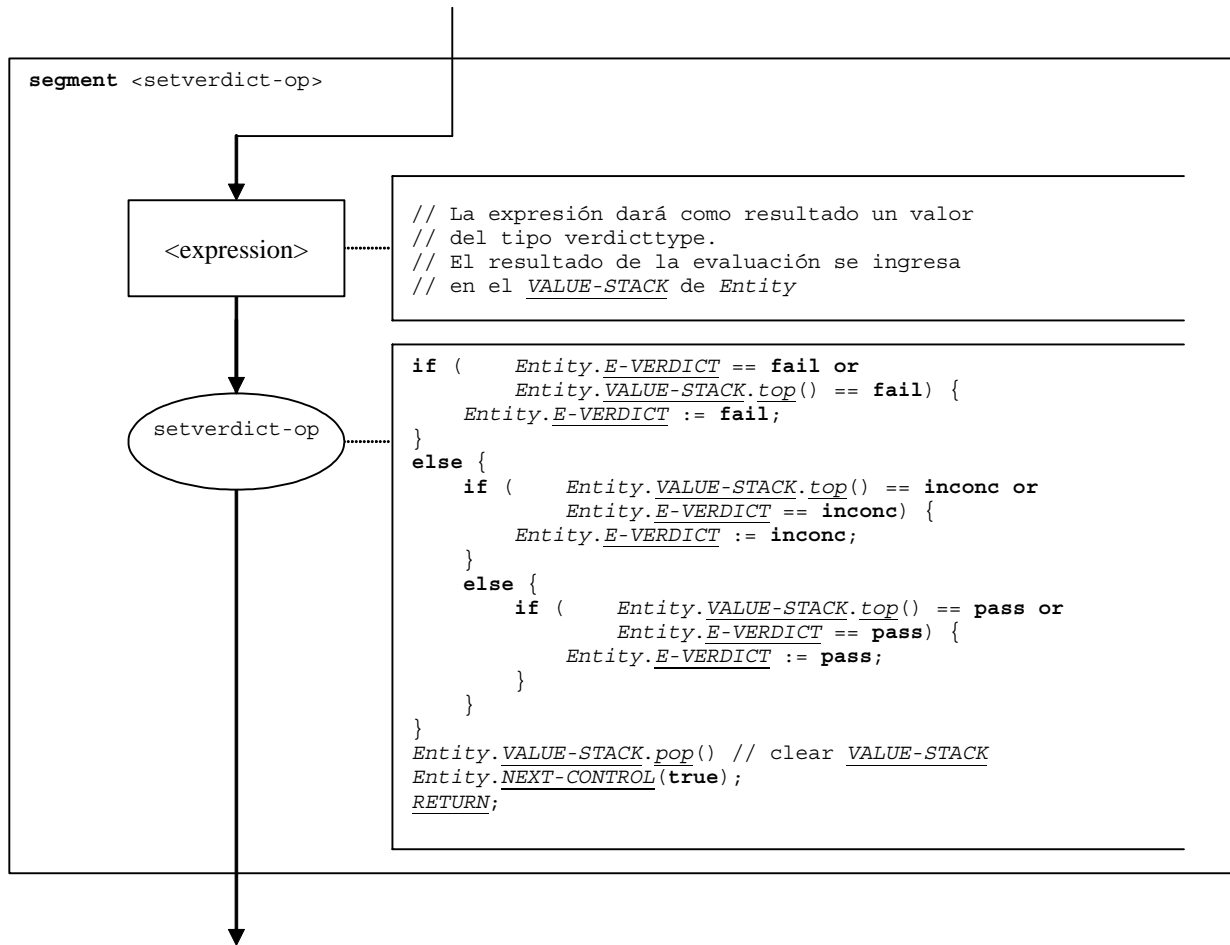 segment <setverdict-op>
<expression>
// La expresión dará como resultado un valor
// del tipo verdicttype.
// El resultado de la evaluación se ingresa
// en el VALUE-STACK de Entity
setverdict-op
if (     Entity.E-VERDICT == fail or
         Entity.VALUE-STACK.top() == fail) {
    Entity.E-VERDICT := fail;
}
else {
    if (     Entity.VALUE-STACK.top() == inconc or
             Entity.E-VERDICT == inconc) {
        Entity.E-VERDICT := inconc;
    }
    else {
        if (     Entity.VALUE-STACK.top() == pass or
                 Entity.E-VERDICT == pass) {
            Entity.E-VERDICT := pass;
        }
    }
}
Entity.VALUE-STACK.pop() // clear VALUE-STACK
Entity.NEXT-CONTROL(true);
RETURN;